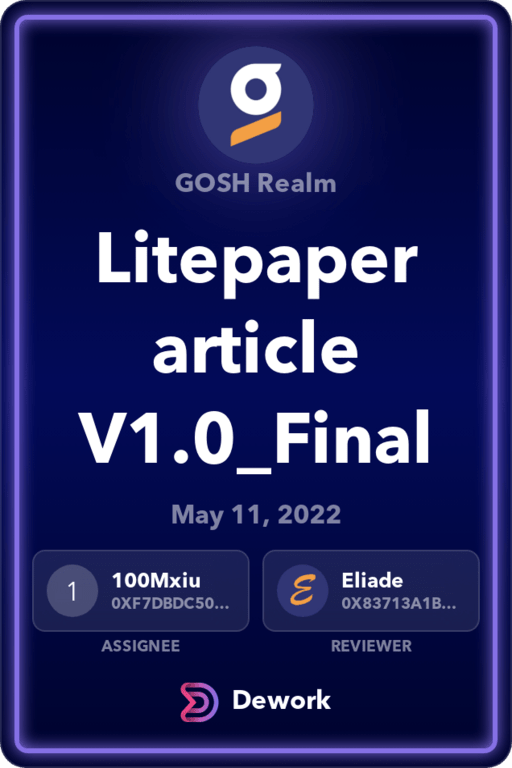 GOSH Realm
Litepaper
article
V1.0_Final
May 11, 2022
1
100Mxiu
0XF7DBDC50...
ASSIGNEE
E
Eliade
0X83713A1B...
REVIEWER
Dework